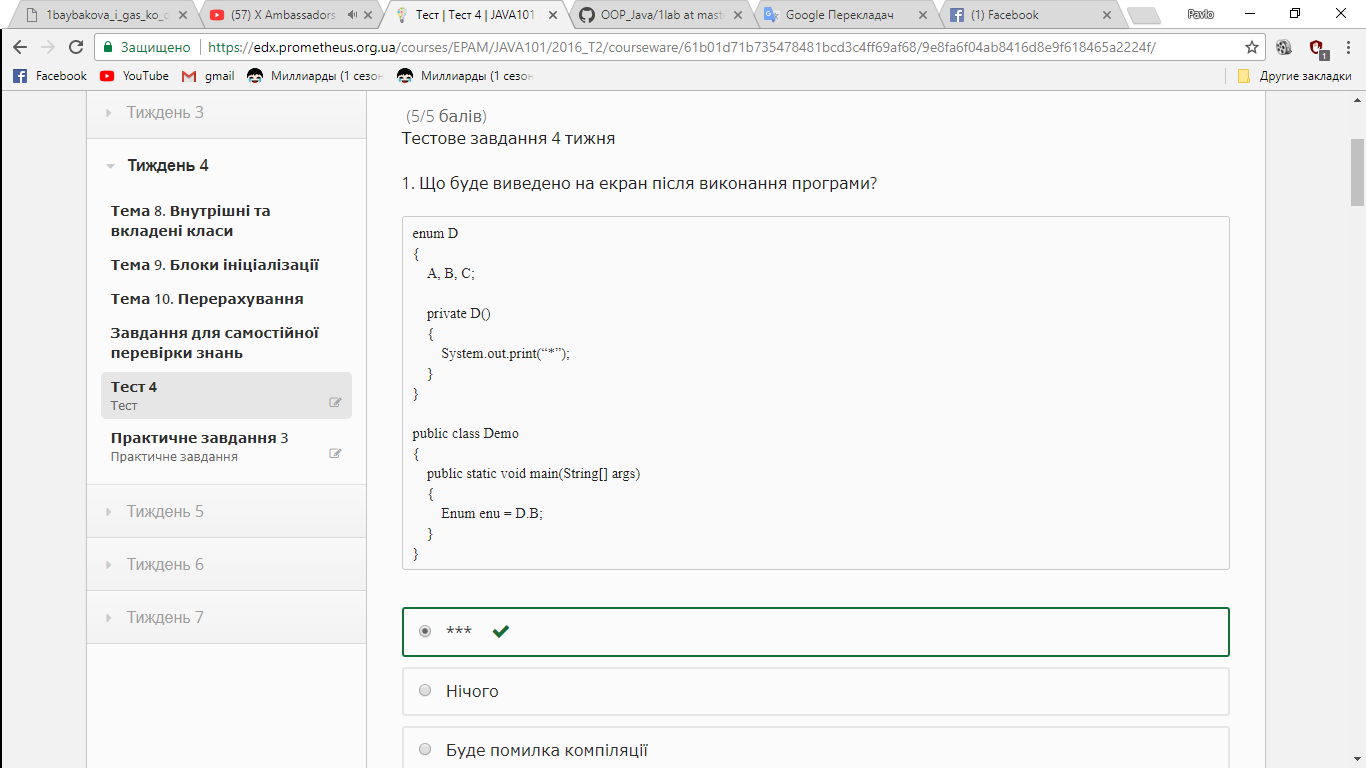 1baybakova_i_gas_ko_o
(57) X Ambassadors
Тест | Тест 4 | JAVA101
OOP_Java/1lab at mast
Google Перекладач
(1) Facebook
Pavlo
Защищено
https://edx.prometheus.org.ua/courses/EPAM/JAVA101/2016_T2/courseware/61b01d71b735478481bcd3c4ff69af68/9e8fa6f04ab8416d8e9f618465a2224f/
1
Facebook
YouTube
gmail
Миллиарды (1 сезон
Миллиарды (1 сезон
Другие закладки
Тиждень 3
Тиждень 4
Тема 8. Внутрішні та
вкладені класи
Тема 9. Блоки ініціалізації
Тема 10. Перерахування
Завдання для самостійної
перевірки знань
Тест 4
Тест
Практичне завдання 3
Практичне завдання
Тиждень 5
Тиждень 6
Тиждень 7
(5/5 балів)
Тестове завдання 4 тижня
1. Що буде виведено на екран після виконання програми?
enum D
{
A, B, C;
private D()
{
System.out.print(“*”);
}
}
public class Demo
{
public static void main(String[] args)
{
Enum enu = D.B;
}
}
***
Нічого
Буде помилка компіляції